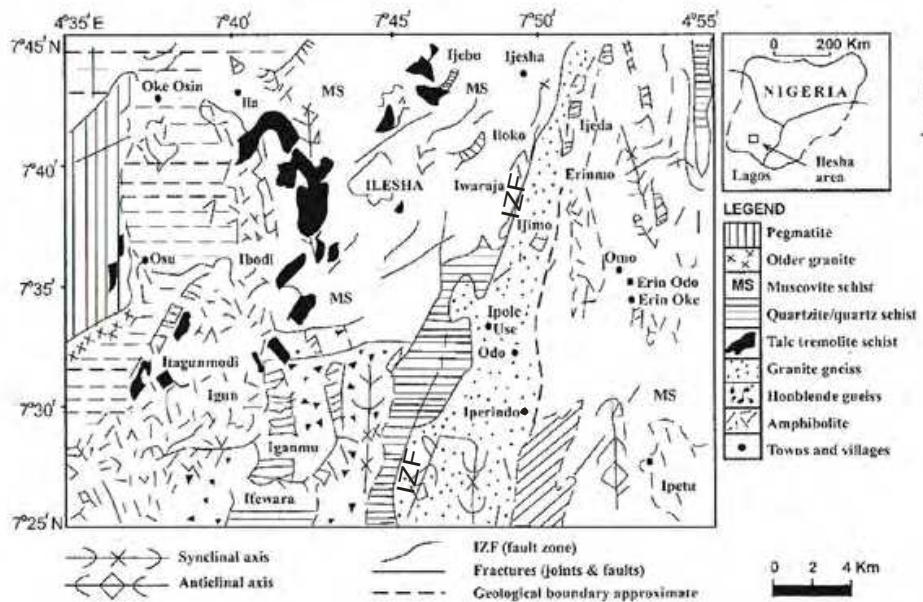 4°35'E 7°40' 7°45' 7°50' 4°55'
7°45'N
7°40'
7°35'
7°30'
7°25'N
Oke Osin
Ila
MS
Ijebu
MS
Ijesha
Iloko
Ijeda
ILESHA
Iwaraja
IZF
Erinmo
Ijimo
Osu
Ibodi
MS
Omo
Erin Odo
Erin Oke
Ipole
Use
Odo
Itagunmodi
Igun
Iperindo
MS
Iganmu
Ifewara
IZF
Ipetu
0 200 Km
NIGERIA
Lagos
Ilesha
area
LEGEND
Pegmatite
Older granite
MS Muscovite schist
Quartzite/quartz schist
Talc tremolite schist
Granite gneiss
Honblende gneiss
Amphibolite
Towns and villages
Synclinal axis
Anticlinal axis
IZF (fault zone)
Fractures (joints & faults)
Geological boundary approximate
0 2 4 Km